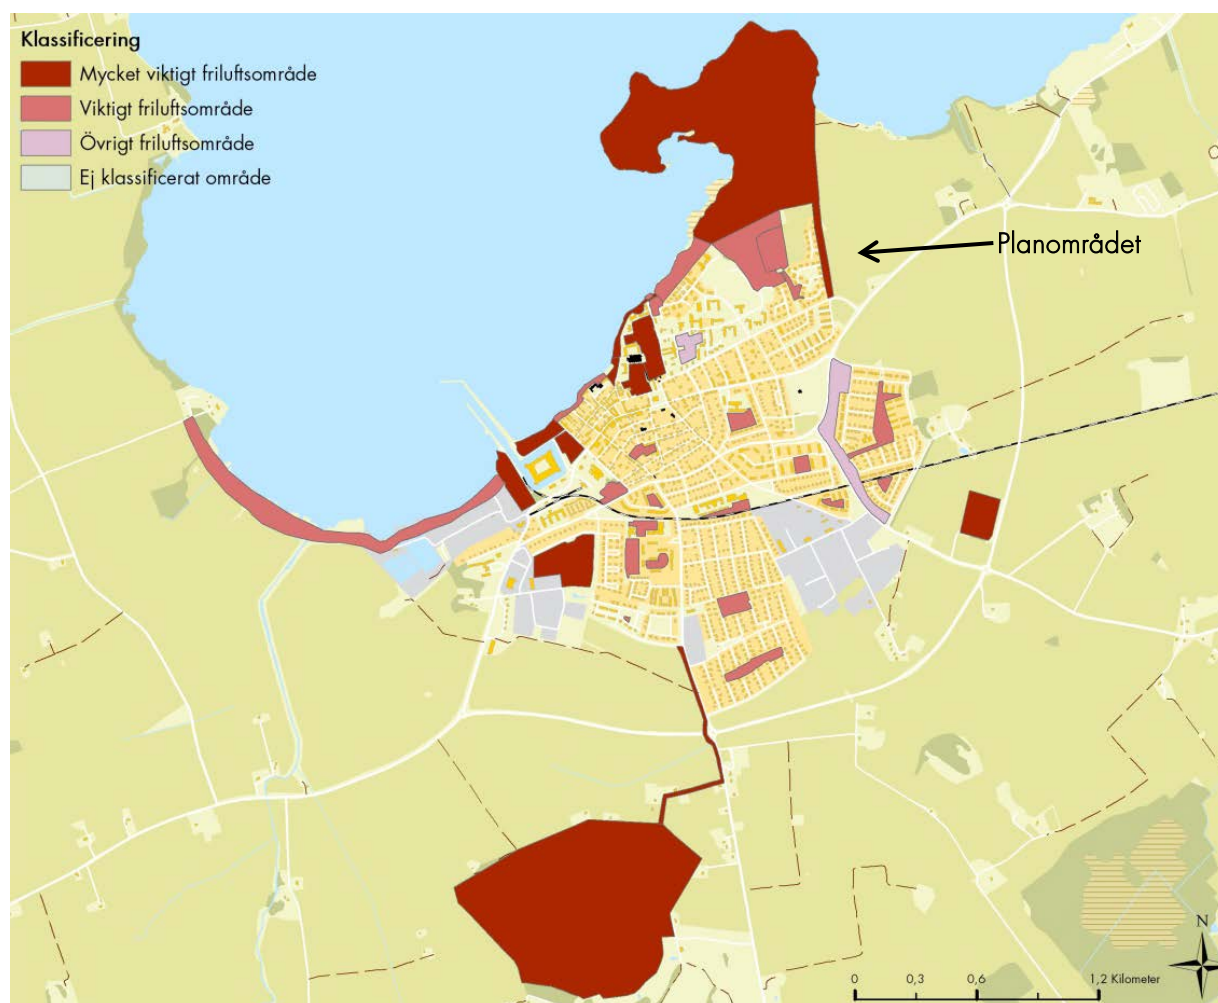 Klassificering
Mycket viktigt friluftsområde
Viktigt friluftsområde
Övrigt friluftsområde
Ej klassificerat område
Planområdet
N
0 0,3 0,6 1,2 Kilometer